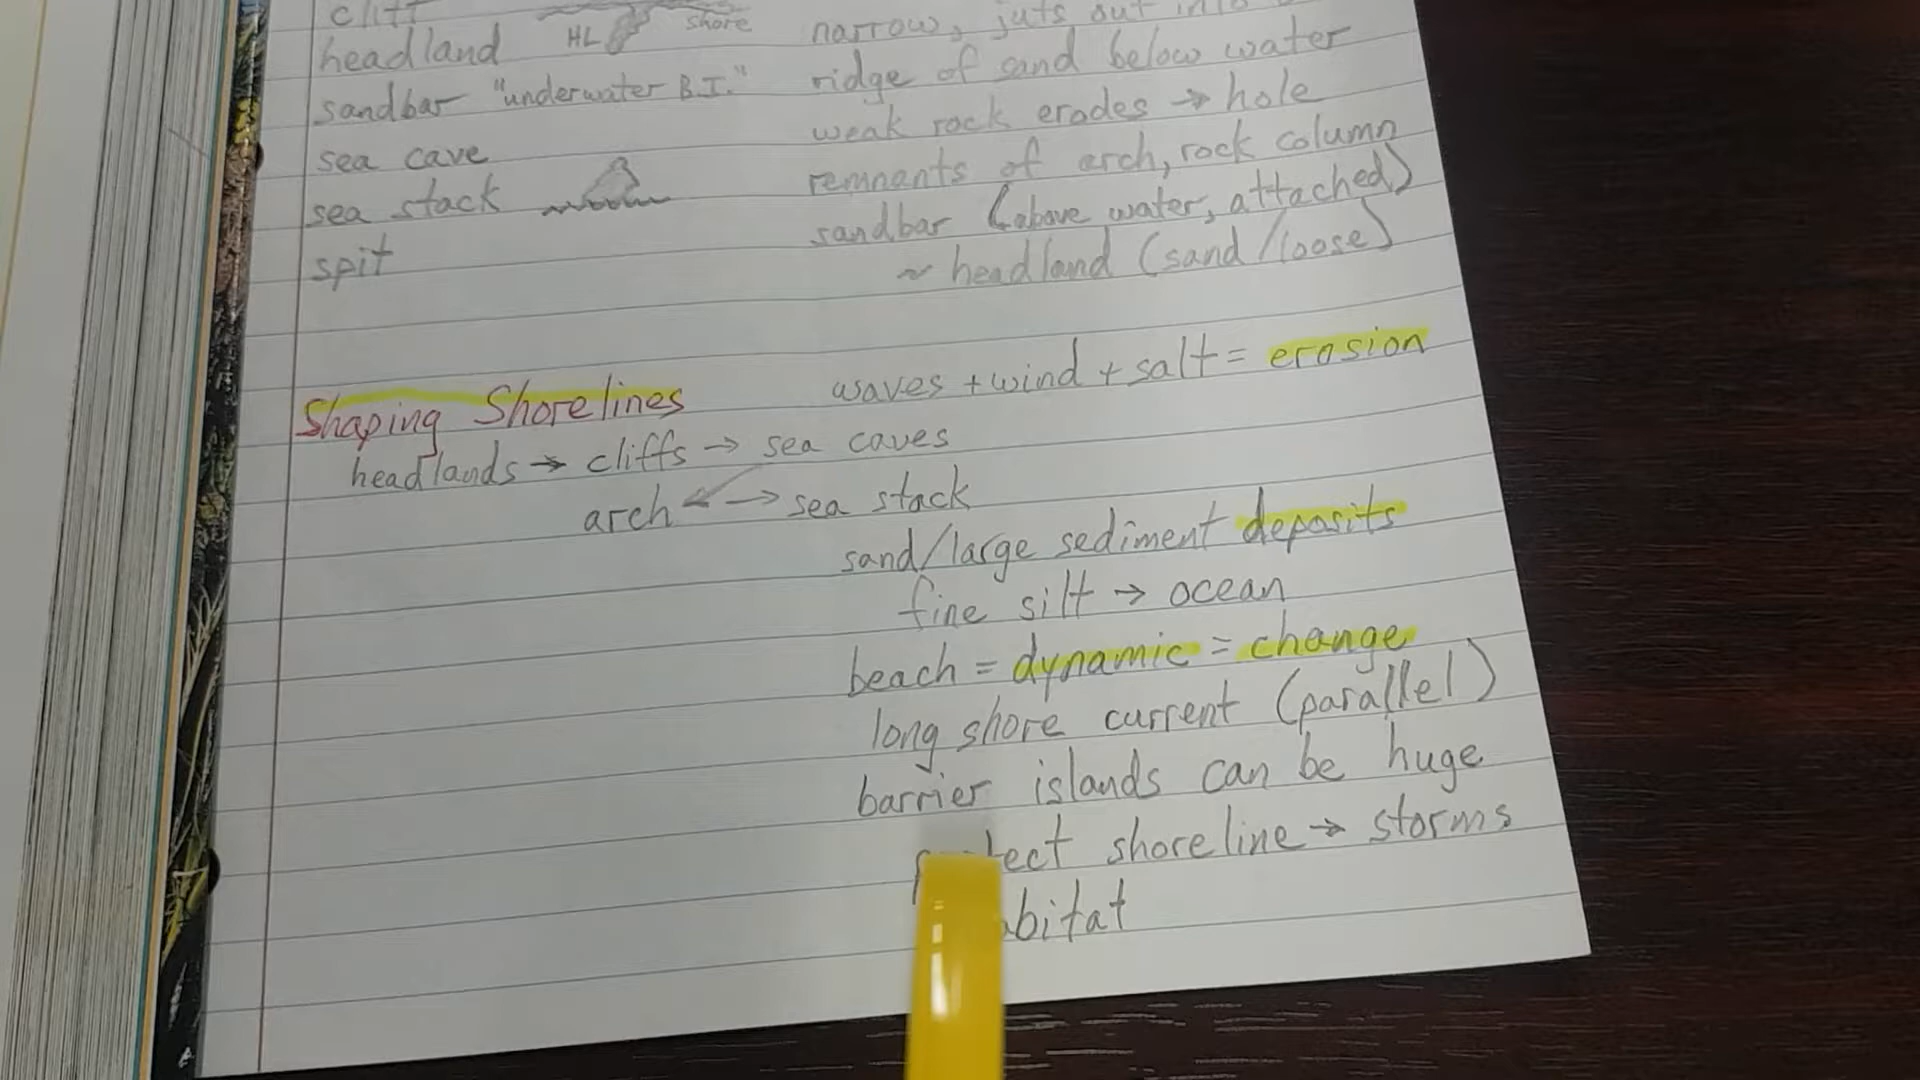 cliff
headland HL shore narrow, juts out into
sandbar "underwater B.I." ridge of sand below water
sea cave weak rock erodes → hole
sea stack remnants of arch, rock column
spit sandbar (above water, attached)
~ headland (sand/loose)
Shaping Shorelines waves + wind + salt = erosion
headlands → cliffs → sea caves
arch ← → sea stack
sand/large sediment deposits
fine silt → ocean
beach = dynamic = change
long shore current (parallel)
barrier islands can be huge
shoreline → storms